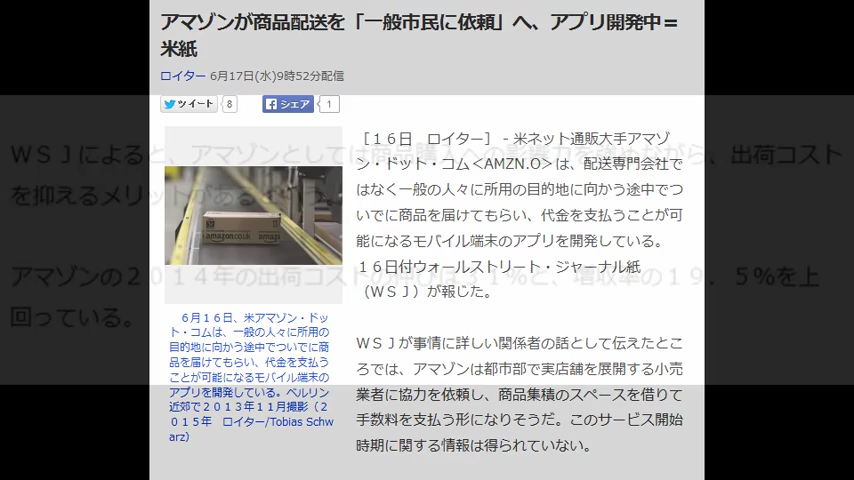 アマゾンが商品配送を「一般市民に依頼」へ、アプリ開発中＝
米紙
ロイター 6月17日(水)9時52分配信
ツイート 8 シェア 1
［１６日　ロイター］ - 米ネット通販大手アマゾ
ン・ドット・コム<AMZN.O>は、配送専門会社で
はなく一般の人々に所用の目的地に向かう途中でつ
いでに商品を届けてもらい、代金を支払うことが可
能になるモバイル端末のアプリを開発している。
１６日付ウォールストリート・ジャーナル紙
（ＷＳＪ）が報じた。
ＷＳＪが事情に詳しい関係者の話として伝えたとこ
ろでは、アマゾンは都市部で実店舗を展開する小売
業者に協力を依頼し、商品集積のスペースを借りて
手数料を支払う形になりそうだ。このサービス開始
時期に関する情報は得られていない。
amazon.co.uk
６月１６日、米アマゾン・ドッ
ト・コムは、一般の人々に所用の
目的地に向かう途中でついでに商
品を届けてもらい、代金を支払う
ことが可能になるモバイル端末の
アプリを開発している。ベルリン
近郊で２０１３年１１月撮影（２
０１５年　ロイター/Tobias Schw
arz）
ＷＳＪによると、アマゾンとしては商品購入への影響力を強めながら、出荷コスト
を抑えるメリットがある
アマゾンの２０１４年の出荷コストの伸びは３１％と、増収率の１９．５％を上
回っている。